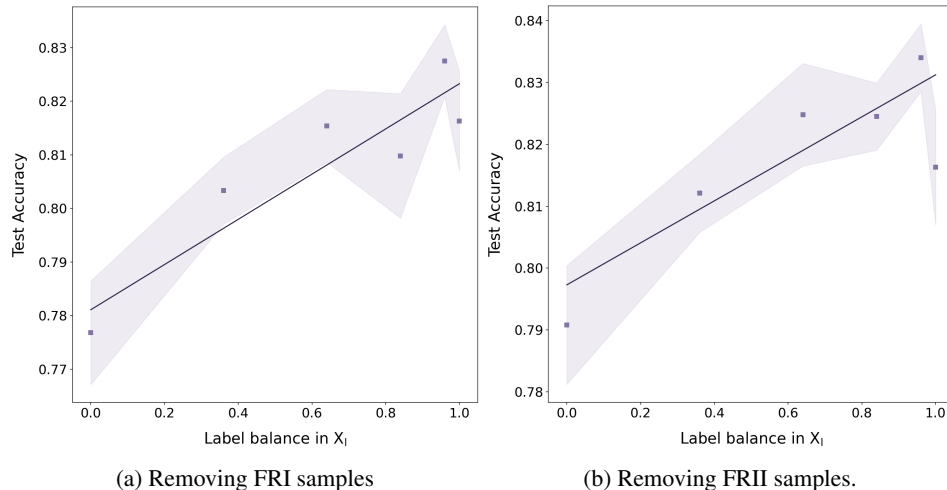 0.83
0.82
0.81
0.80
0.79
0.78
0.77
Test Accuracy
0.0 0.2 0.4 0.6 0.8 1.0
Label balance in X_l
(a) Removing FRI samples
0.84
0.83
0.82
0.81
0.80
0.79
0.78
Test Accuracy
0.0 0.2 0.4 0.6 0.8 1.0
Label balance in X_l
(b) Removing FRII samples.